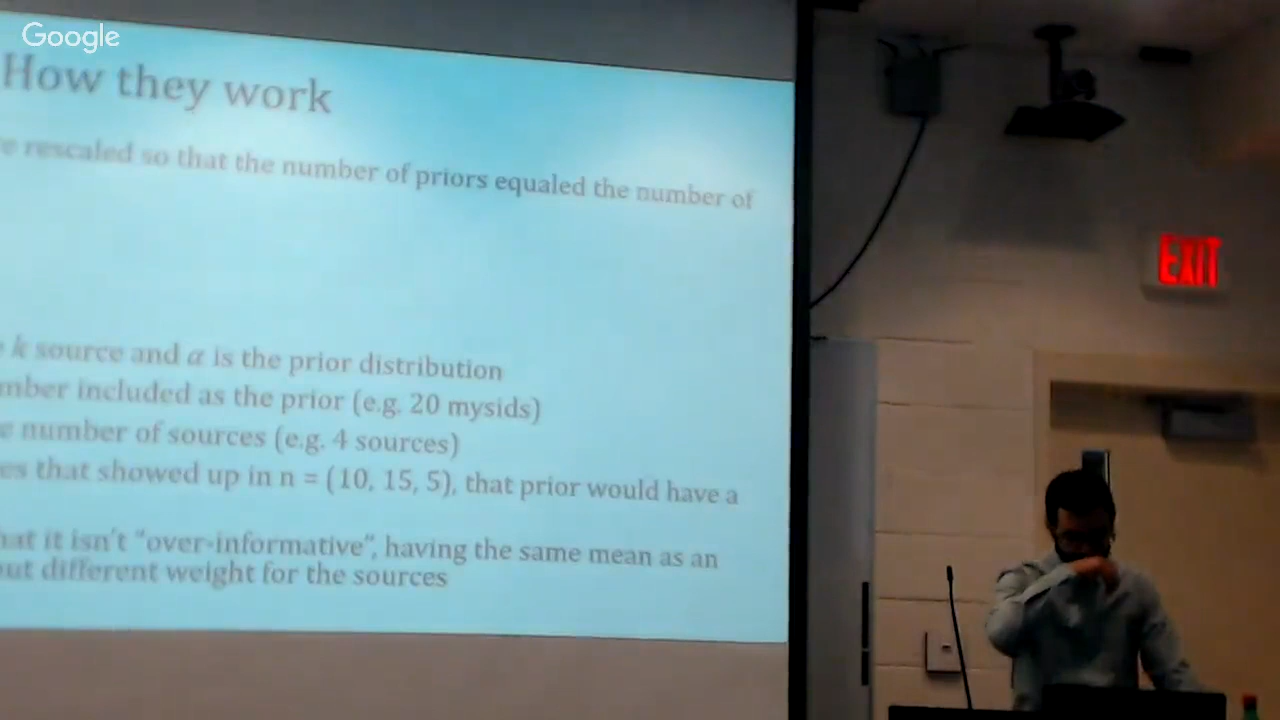 Google
How they work
e rescaled so that the number of priors equaled the number of
k source and α is the prior distribution
mber included as the prior (e.g. 20 mysids)
e number of sources (e.g. 4 sources)
es that showed up in n = (10, 15, 5), that prior would have a
hat it isn't "over-informative", having the same mean as an
out different weight for the sources
EXIT